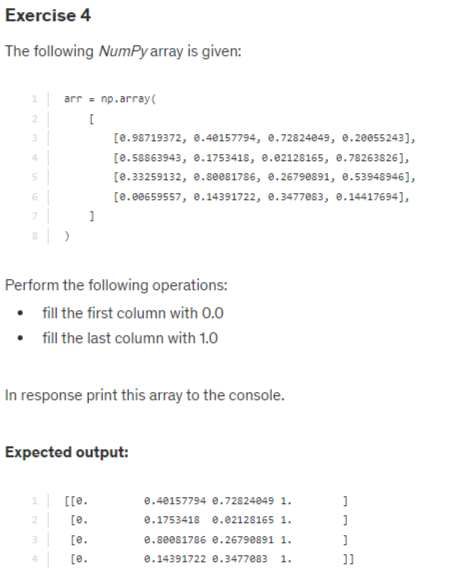 Exercise 4
The following NumPy array is given:
1 arr = np.array(
2     [
3         [0.98719372, 0.40157794, 0.72824049, 0.20055243],
4         [0.58863943, 0.1753418, 0.02128165, 0.78263826],
5         [0.33259132, 0.80081786, 0.26790891, 0.53948946],
6         [0.00659557, 0.14391722, 0.3477083, 0.14417694],
7     ]
8 )
Perform the following operations:
• fill the first column with 0.0
• fill the last column with 1.0
In response print this array to the console.
Expected output:
1 [[0.         0.40157794 0.72824049 1.        ]
2  [0.         0.1753418  0.02128165 1.        ]
3  [0.         0.80081786 0.26790891 1.        ]
4  [0.         0.14391722 0.3477083  1.        ]]